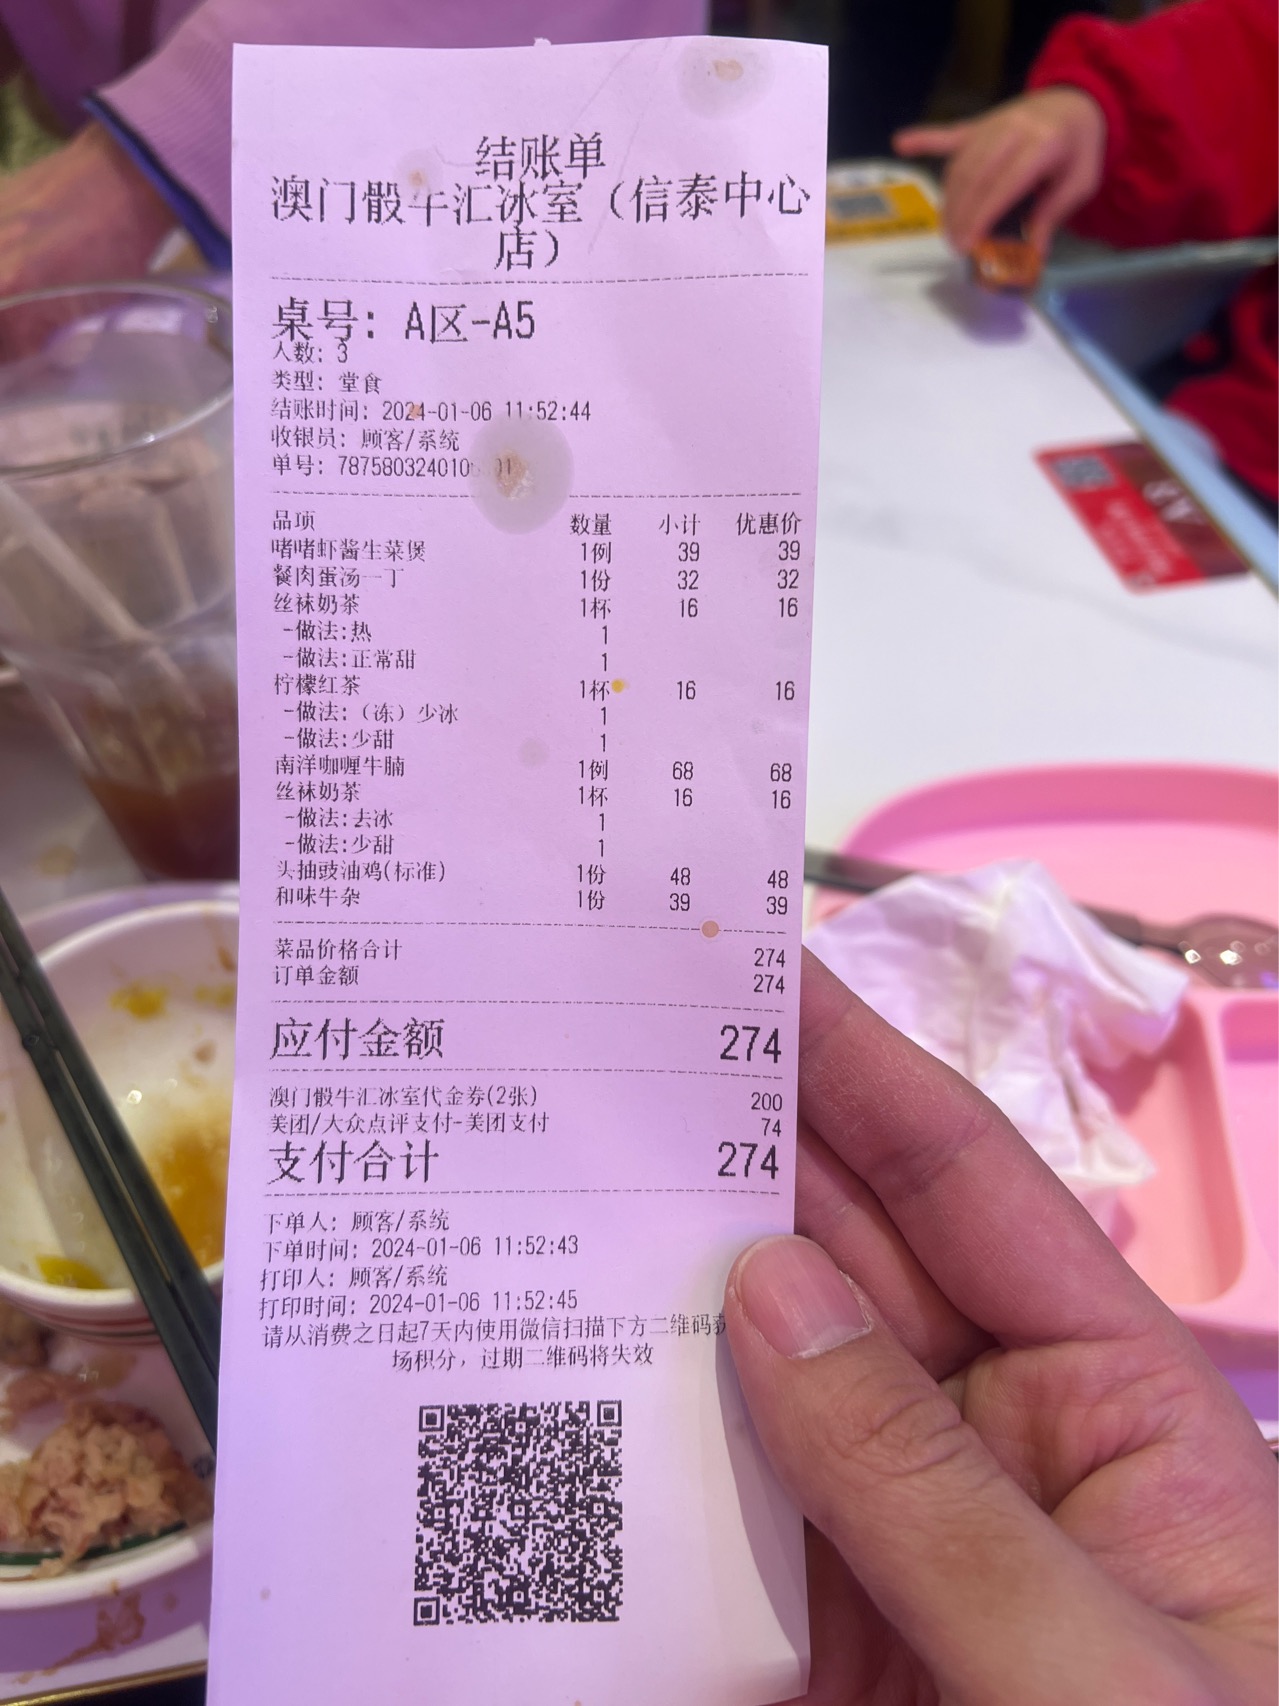 结账单
澳门骰牛汇冰室（信泰中心
店）
桌号: A区-A5
人数: 3
类型: 堂食
结账时间: 2024-01-06 11:52:44
收银员: 顾客/系统
单号: 78758032401001
品项 数量 小计 优惠价
啫啫虾酱生菜煲 1例 39 39
餐肉蛋汤一丁 1份 32 32
丝袜奶茶 1杯 16 16
-做法:热 1
-做法:正常甜 1
柠檬红茶 1杯 16 16
-做法:（冻）少冰 1
-做法:少甜 1
南洋咖喱牛腩 1例 68 68
丝袜奶茶 1杯 16 16
-做法:去冰 1
-做法:少甜 1
头抽豉油鸡(标准) 1份 48 48
和味牛杂 1份 39 39
菜品价格合计 274
订单金额 274
应付金额 274
澳门骰牛汇冰室代金券(2张) 200
美团/大众点评支付-美团支付 74
支付合计 274
下单人: 顾客/系统
下单时间: 2024-01-06 11:52:43
打印人: 顾客/系统
打印时间: 2024-01-06 11:52:45
请从消费之日起7天内使用微信扫描下方二维码
场积分，过期二维码将失效